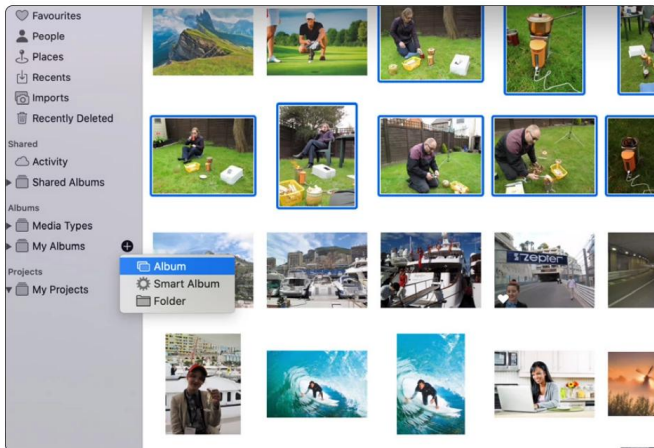 Favourites
People
Places
Recents
Imports
Recently Deleted
Shared
Activity
Shared Albums
Albums
Media Types
My Albums
Album
Smart Album
Folder
Projects
My Projects
zepter